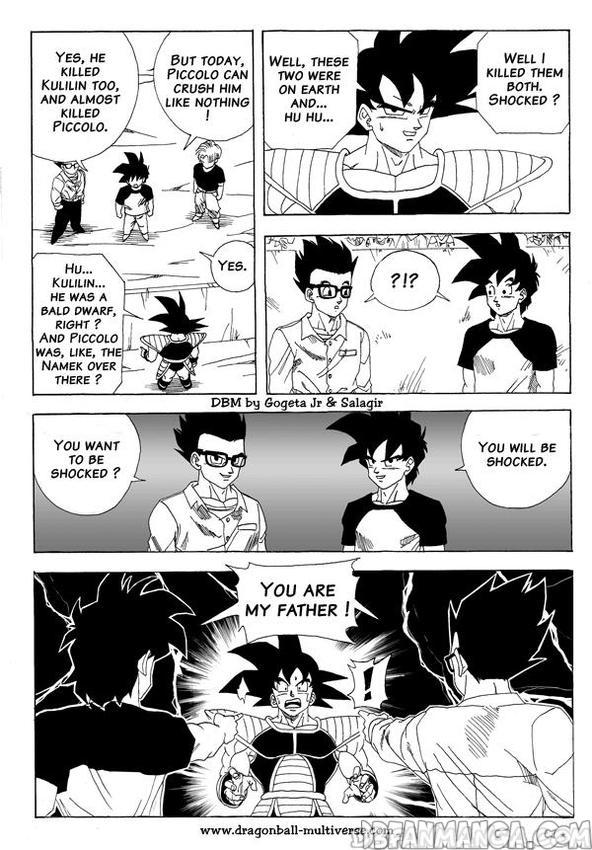 YES, HE
KILLED
KULILIN TOO,
AND ALMOST
KILLED
PICCOLO.
BUT TODAY,
PICCOLO CAN
CRUSH HIM
LIKE NOTHING
!
HU...
KULILIN...
HE WAS A
BALD DWARF,
RIGHT ?
AND PICCOLO
WAS, LIKE, THE
NAMEK OVER
THERE ?
YES.
WELL, THESE
TWO WERE
ON EARTH
AND...
HU HU...
WELL I
KILLED THEM
BOTH.
SHOCKED ?
?!?
DBM by Gogeta Jr & Salagir
YOU WANT
TO BE
SHOCKED ?
YOU WILL BE
SHOCKED.
YOU ARE
MY FATHER !
!
www.dragonball-multiverse.com
DBFANMANGA.COM